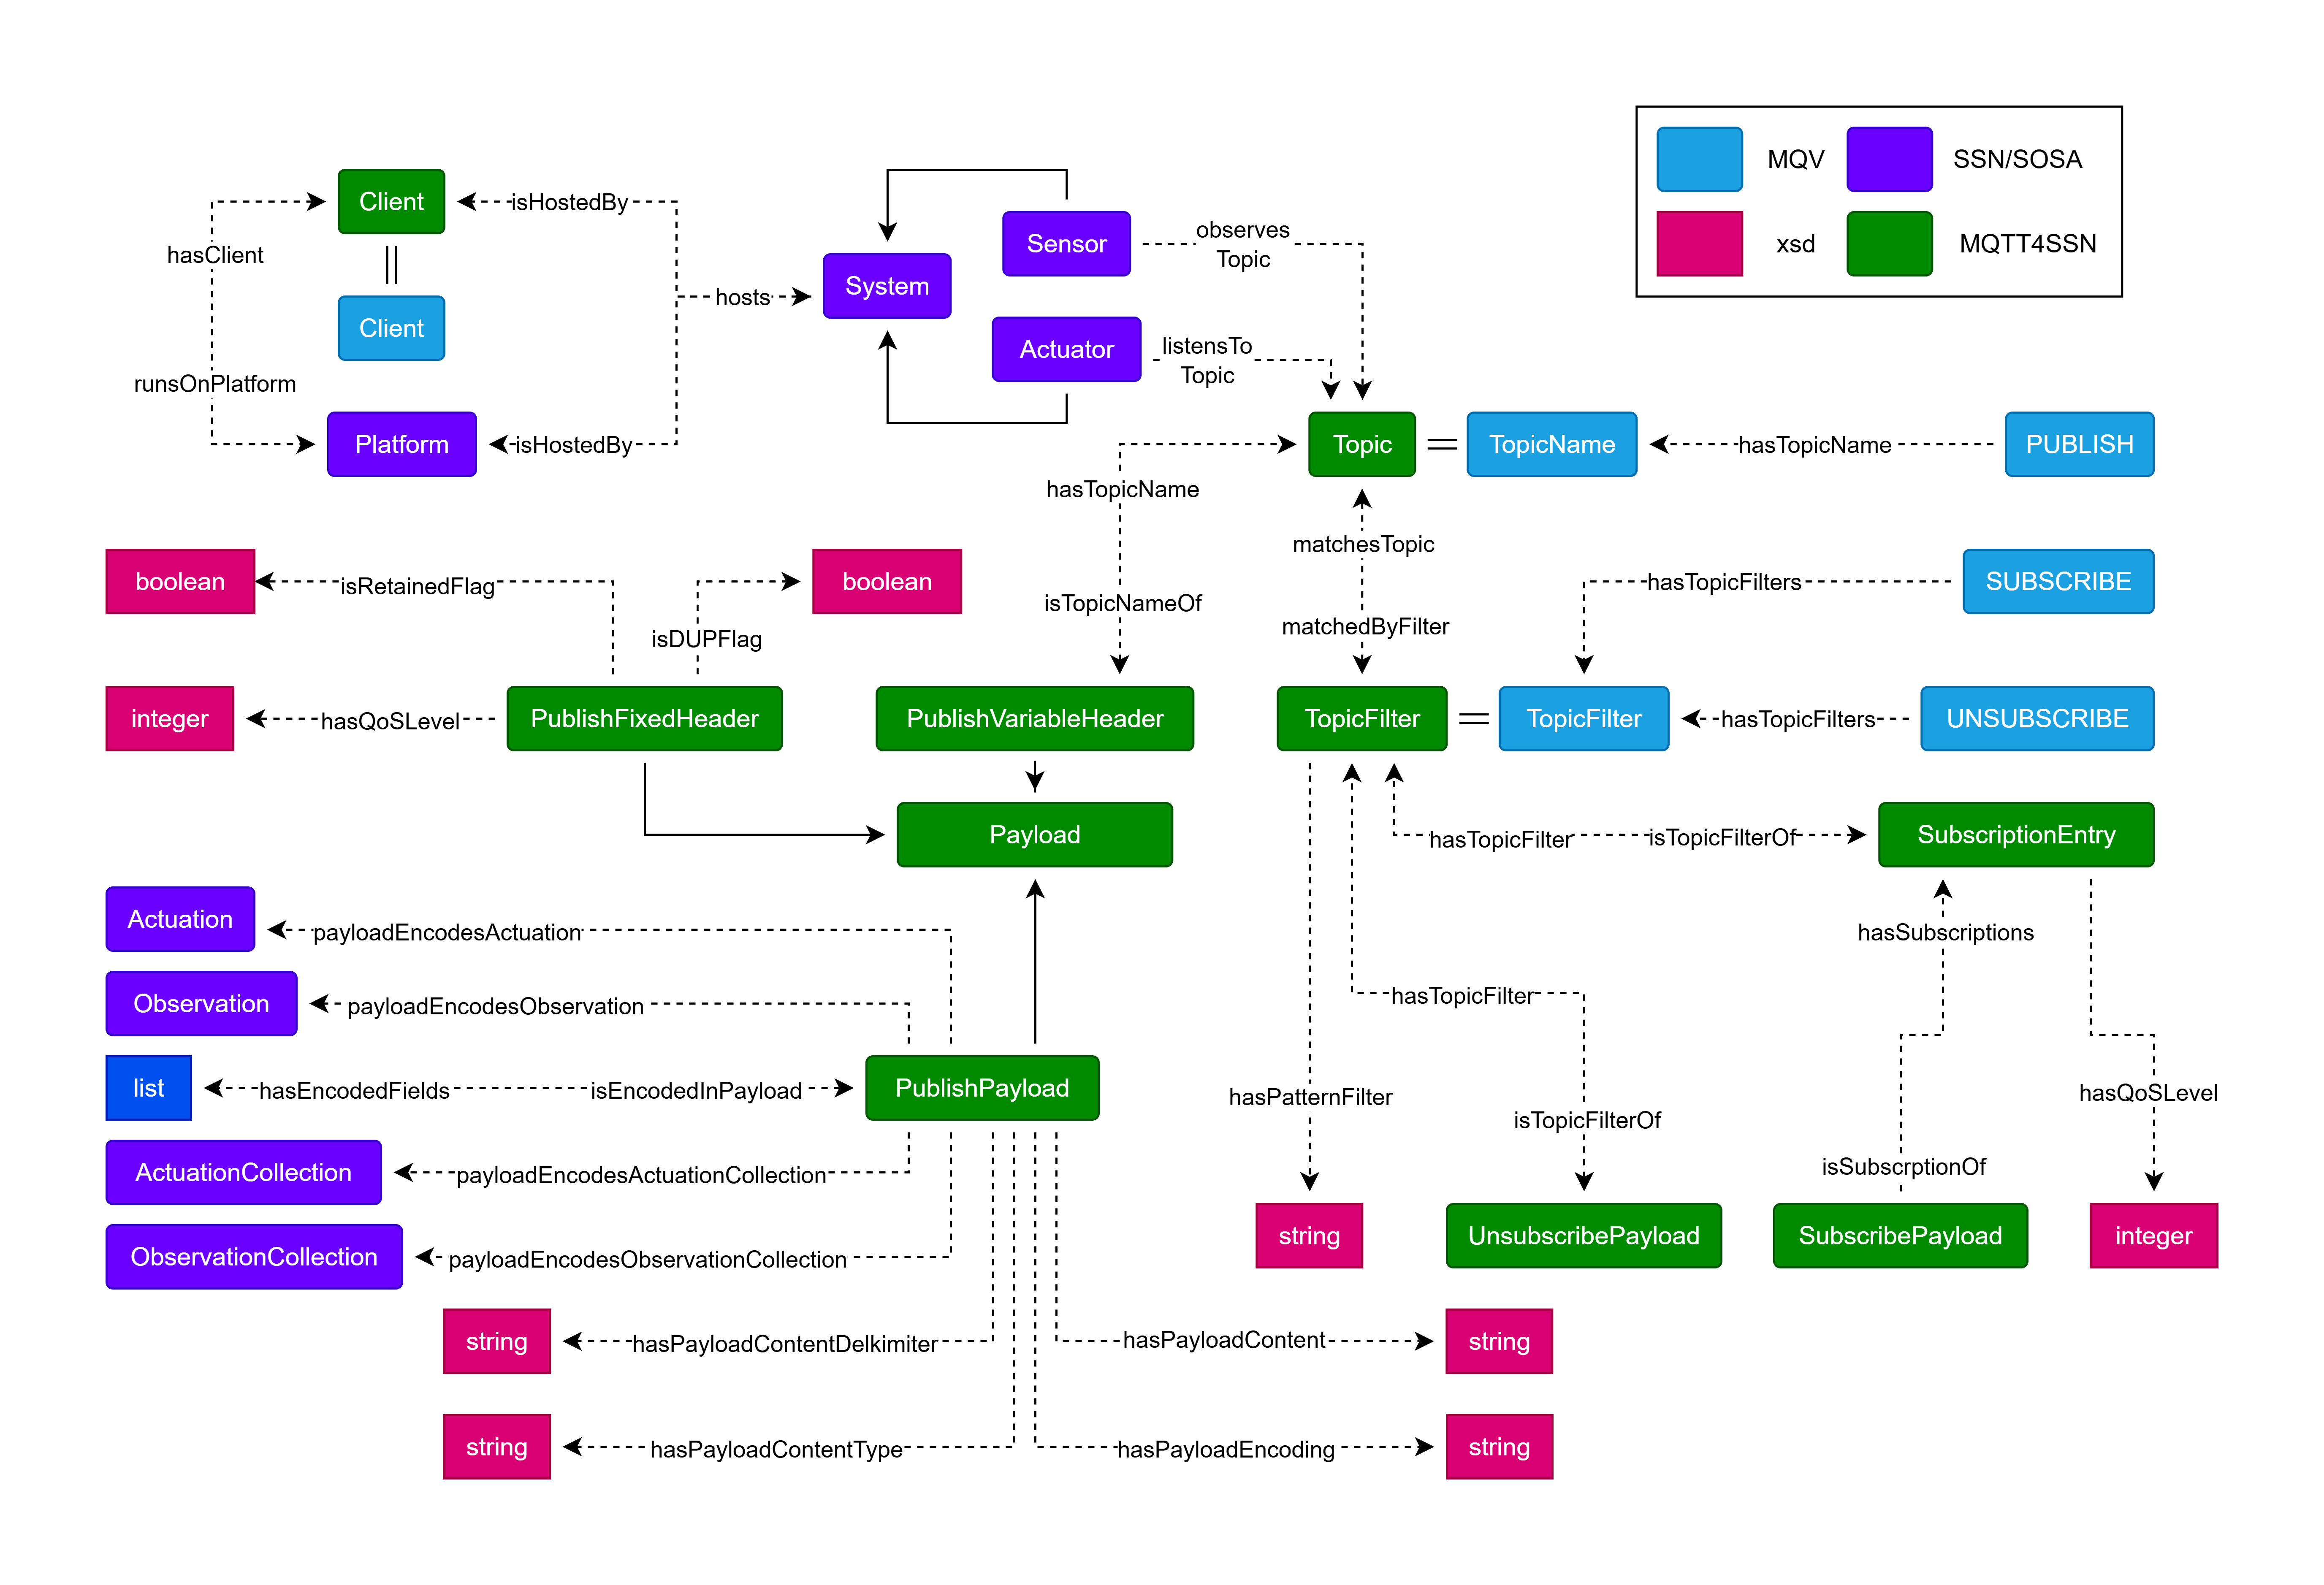 MQV
SSN/SOSA
xsd
MQTT4SSN
Client
isHostedBy
hasClient
Client
runsOnPlatform
Platform
isHostedBy
hosts
System
Sensor
Actuator
observes
Topic
listensTo
Topic
Topic
TopicName
hasTopicName
PUBLISH
hasTopicName
isTopicNameOf
matchesTopic
matchedByFilter
hasTopicFilters
SUBSCRIBE
boolean
isRetainedFlag
isDUPFlag
boolean
integer
hasQoSLevel
PublishFixedHeader
PublishVariableHeader
TopicFilter
TopicFilter
hasTopicFilters
UNSUBSCRIBE
Payload
hasTopicFilter
isTopicFilterOf
SubscriptionEntry
Actuation
payloadEncodesActuation
hasSubscriptions
Observation
payloadEncodesObservation
hasTopicFilter
list
hasEncodedFields
isEncodedInPayload
PublishPayload
hasPatternFilter
isTopicFilterOf
hasQoSLevel
isSubscrptionOf
ActuationCollection
payloadEncodesActuationCollection
ObservationCollection
payloadEncodesObservationCollection
string
UnsubscribePayload
SubscribePayload
integer
string
hasPayloadContentDelkimiter
hasPayloadContent
string
string
hasPayloadContentType
hasPayloadEncoding
string